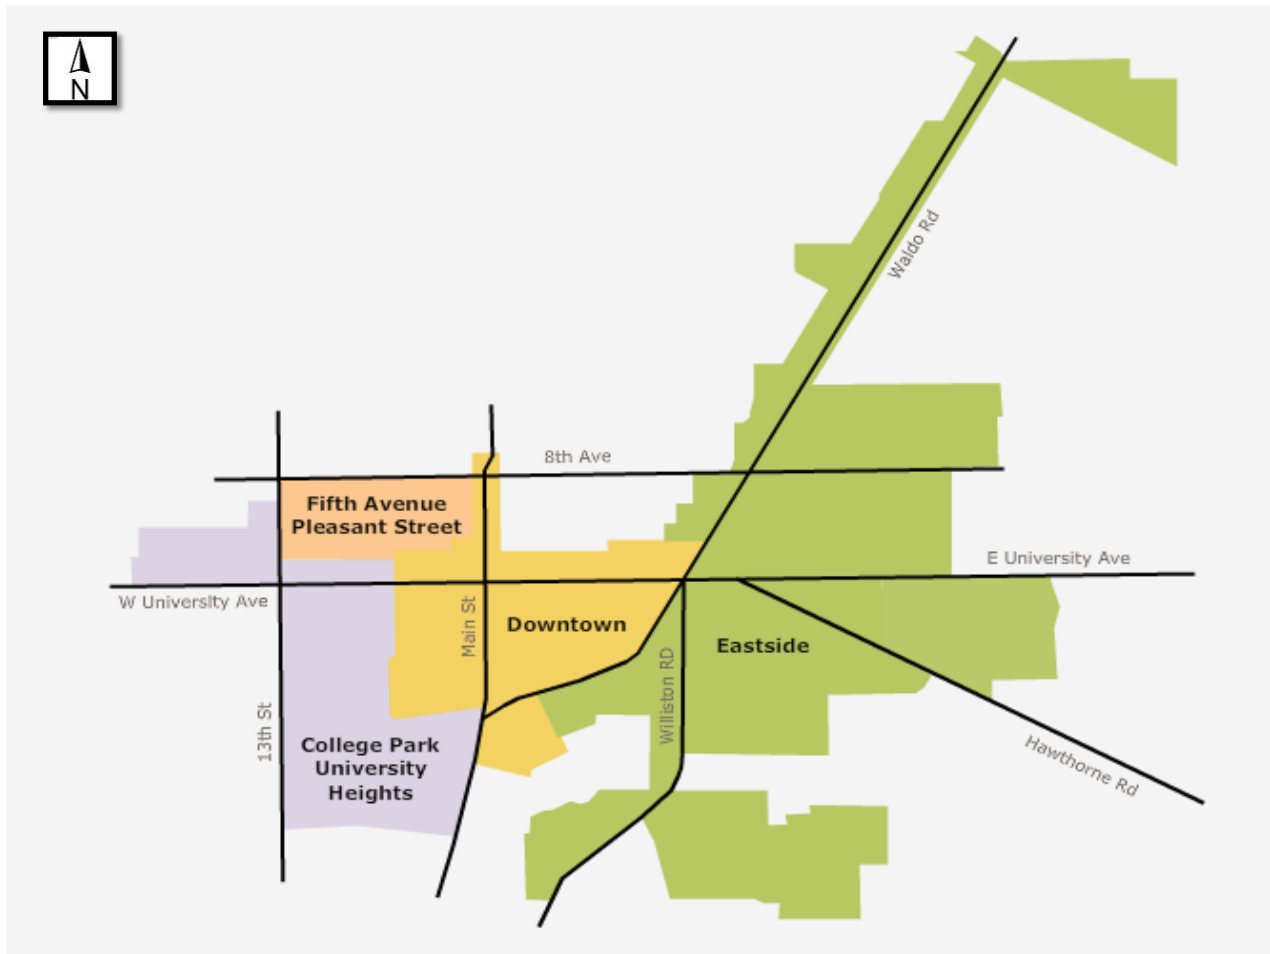 N
Waldo Rd
8th Ave
Fifth Avenue
Pleasant Street
E University Ave
W University Ave
Main St
Downtown
Williston RD
Eastside
13th St
College Park
University
Heights
Hawthorne Rd